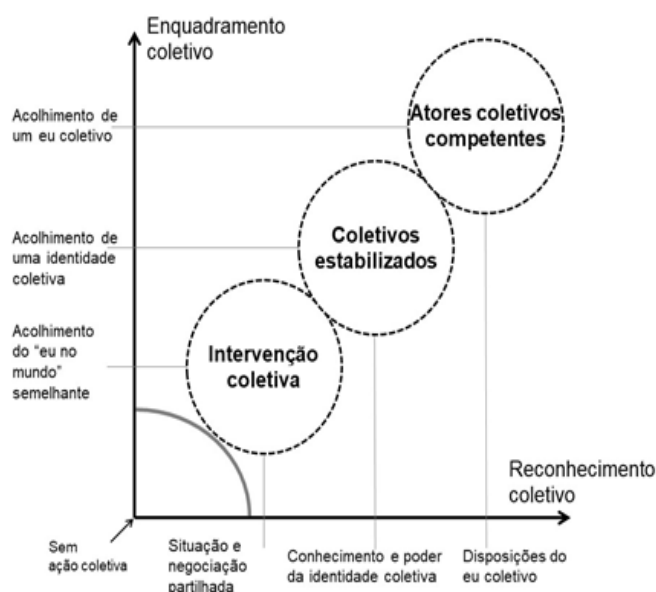 Enquadramento
coletivo
Acolhimento de
um eu coletivo
Atores coletivos
competentes
Acolhimento de
uma identidade
coletiva
Coletivos
estabilizados
Acolhimento
do “eu no
mundo”
semelhante
Intervenção
coletiva
Reconhecimento
coletivo
Sem
ação coletiva
Situação e
negociação
partilhada
Conhecimento e poder
da identidade coletiva
Disposições do
eu coletivo